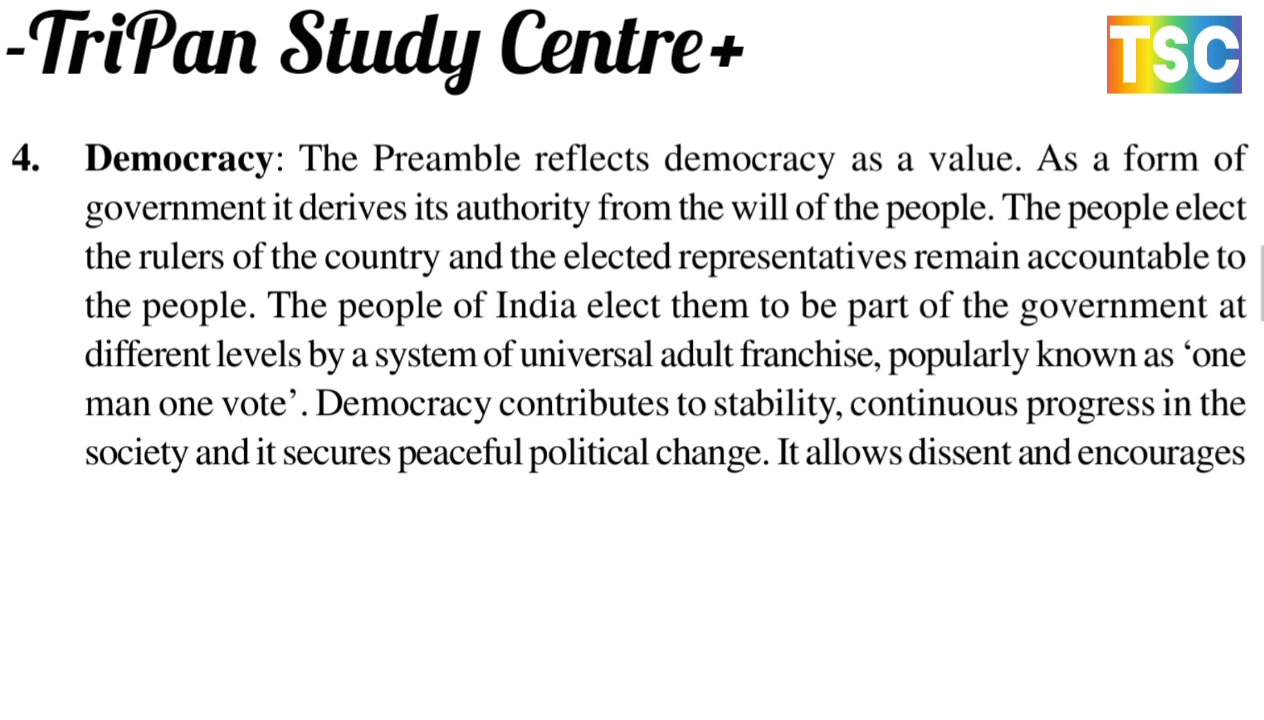 -TriPan Study Centre+
TSC
4. Democracy: The Preamble reflects democracy as a value. As a form of
government it derives its authority from the will of the people. The people elect
the rulers of the country and the elected representatives remain accountable to
the people. The people of India elect them to be part of the government at
different levels by a system of universal adult franchise, popularly known as ‘one
man one vote’. Democracy contributes to stability, continuous progress in the
society and it secures peaceful political change. It allows dissent and encourages